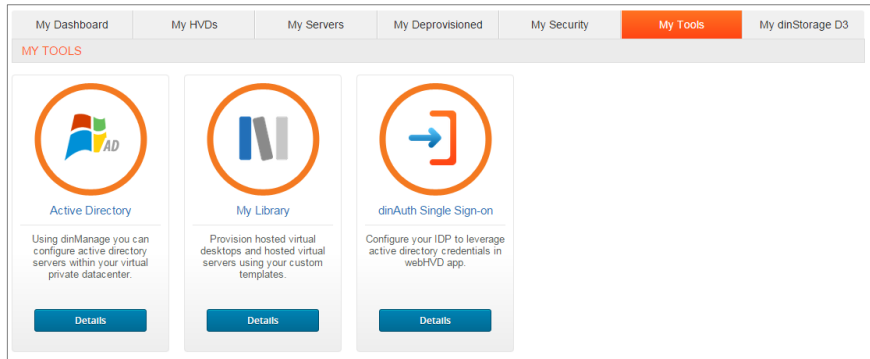 My Dashboard My HVDs My Servers My Deprovisioned My Security My Tools My dinStorage D3
MY TOOLS
AD
Active Directory
Using dinManage you can
configure active directory
servers within your virtual
private datacenter.
Details
My Library
Provision hosted virtual
desktops and hosted virtual
servers using your custom
templates.
Details
dinAuth Single Sign-on
Configure your IDP to leverage
active directory credentials in
webHVD app.
Details